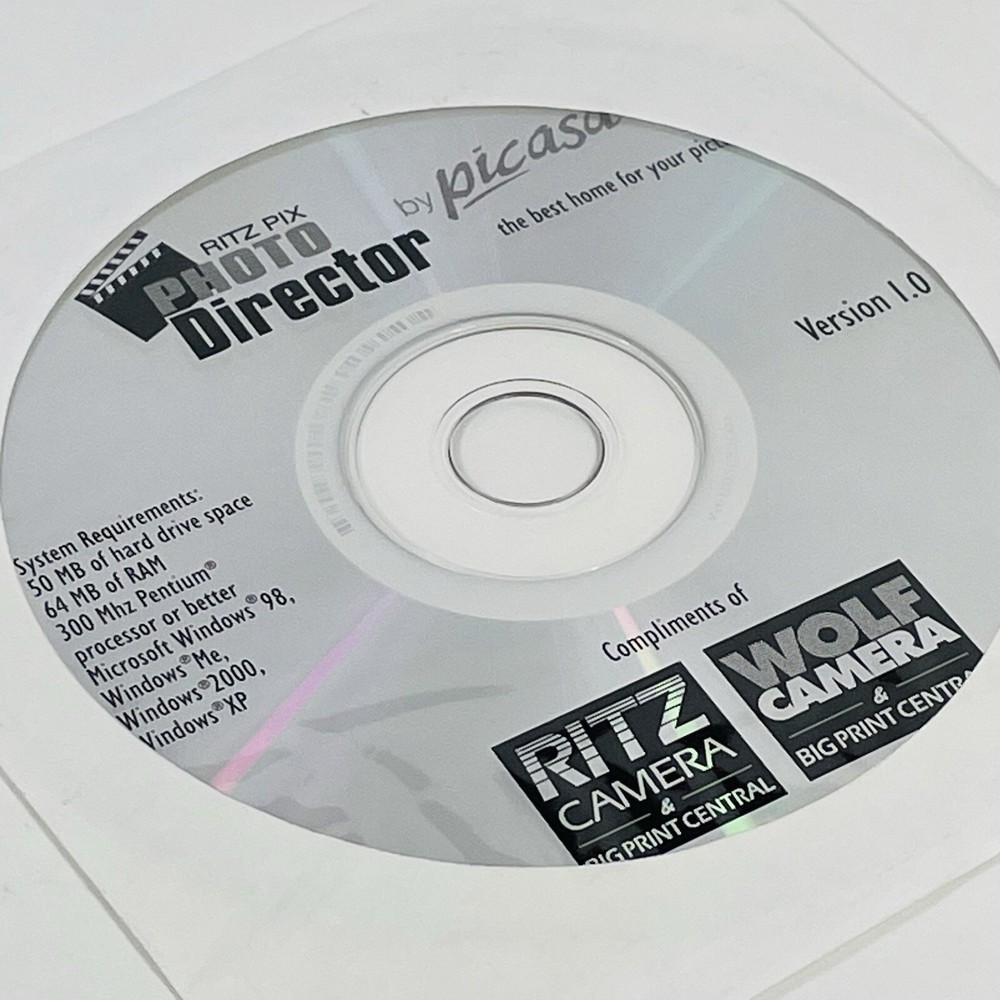 by picasa
the best home for your
RITZ PIX
PHOTO
Director
Version 1.0
System Requirements:
50 MB of hard drive space
64 MB of RAM
300 Mhz Pentium®
processor or better
Microsoft Windows® 98,
Windows® Me,
Windows® 2000,
Windows® XP
Compliments of
RITZ
CAMERA
&
BIG PRINT CENTRAL
WOLF
CAMERA
&
BIG PRINT CENTRA